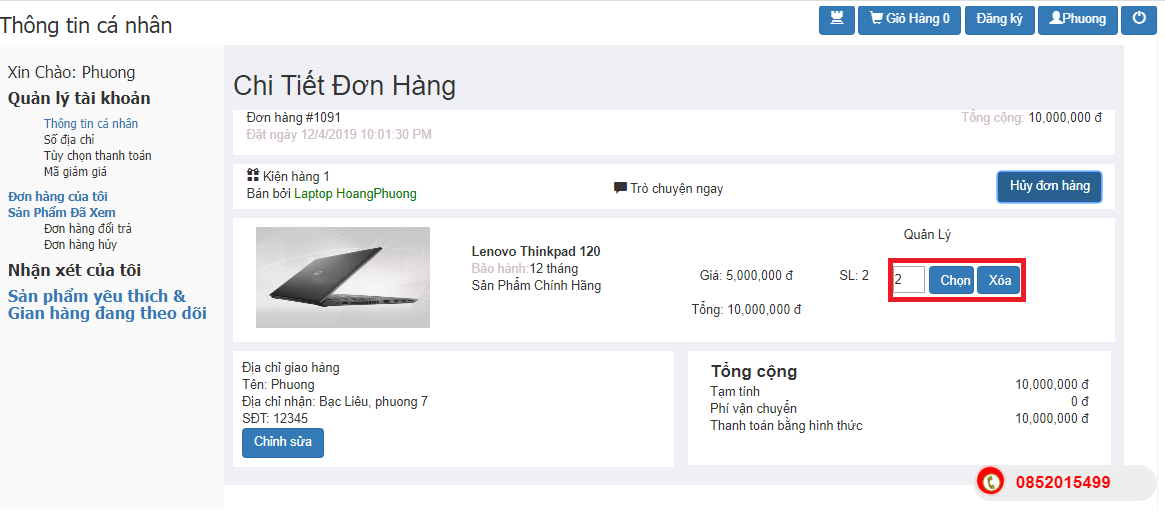 Thông tin cá nhân
Giỏ Hàng 0
Đăng ký
Phuong
Xin Chào: Phuong
Quản lý tài khoản
Thông tin cá nhân
Số địa chỉ
Tùy chọn thanh toán
Mã giảm giá
Đơn hàng của tôi
Sản Phẩm Đã Xem
Đơn hàng đổi trả
Đơn hàng hủy
Nhận xét của tôi
Sản phẩm yêu thích &
Gian hàng đang theo dõi
Chi Tiết Đơn Hàng
Đơn hàng #1091
Tổng cộng: 10,000,000 đ
Đặt ngày 12/4/2019 10:01:30 PM
Kiện hàng 1
Bán bởi Laptop HoangPhuong
Trò chuyện ngay
Hủy đơn hàng
Quản Lý
Lenovo Thinkpad 120
Bảo hành:12 tháng
Sản Phẩm Chính Hãng
Giá: 5,000,000 đ
SL: 2
2
Chọn
Xóa
Tổng: 10,000,000 đ
Địa chỉ giao hàng
Tên: Phuong
Địa chỉ nhận: Bạc Liêu, phuong 7
SĐT: 12345
Chỉnh sửa
Tổng cộng
Tạm tính 10,000,000 đ
Phí vận chuyển 0 đ
Thanh toán bằng hình thức 10,000,000 đ
0852015499